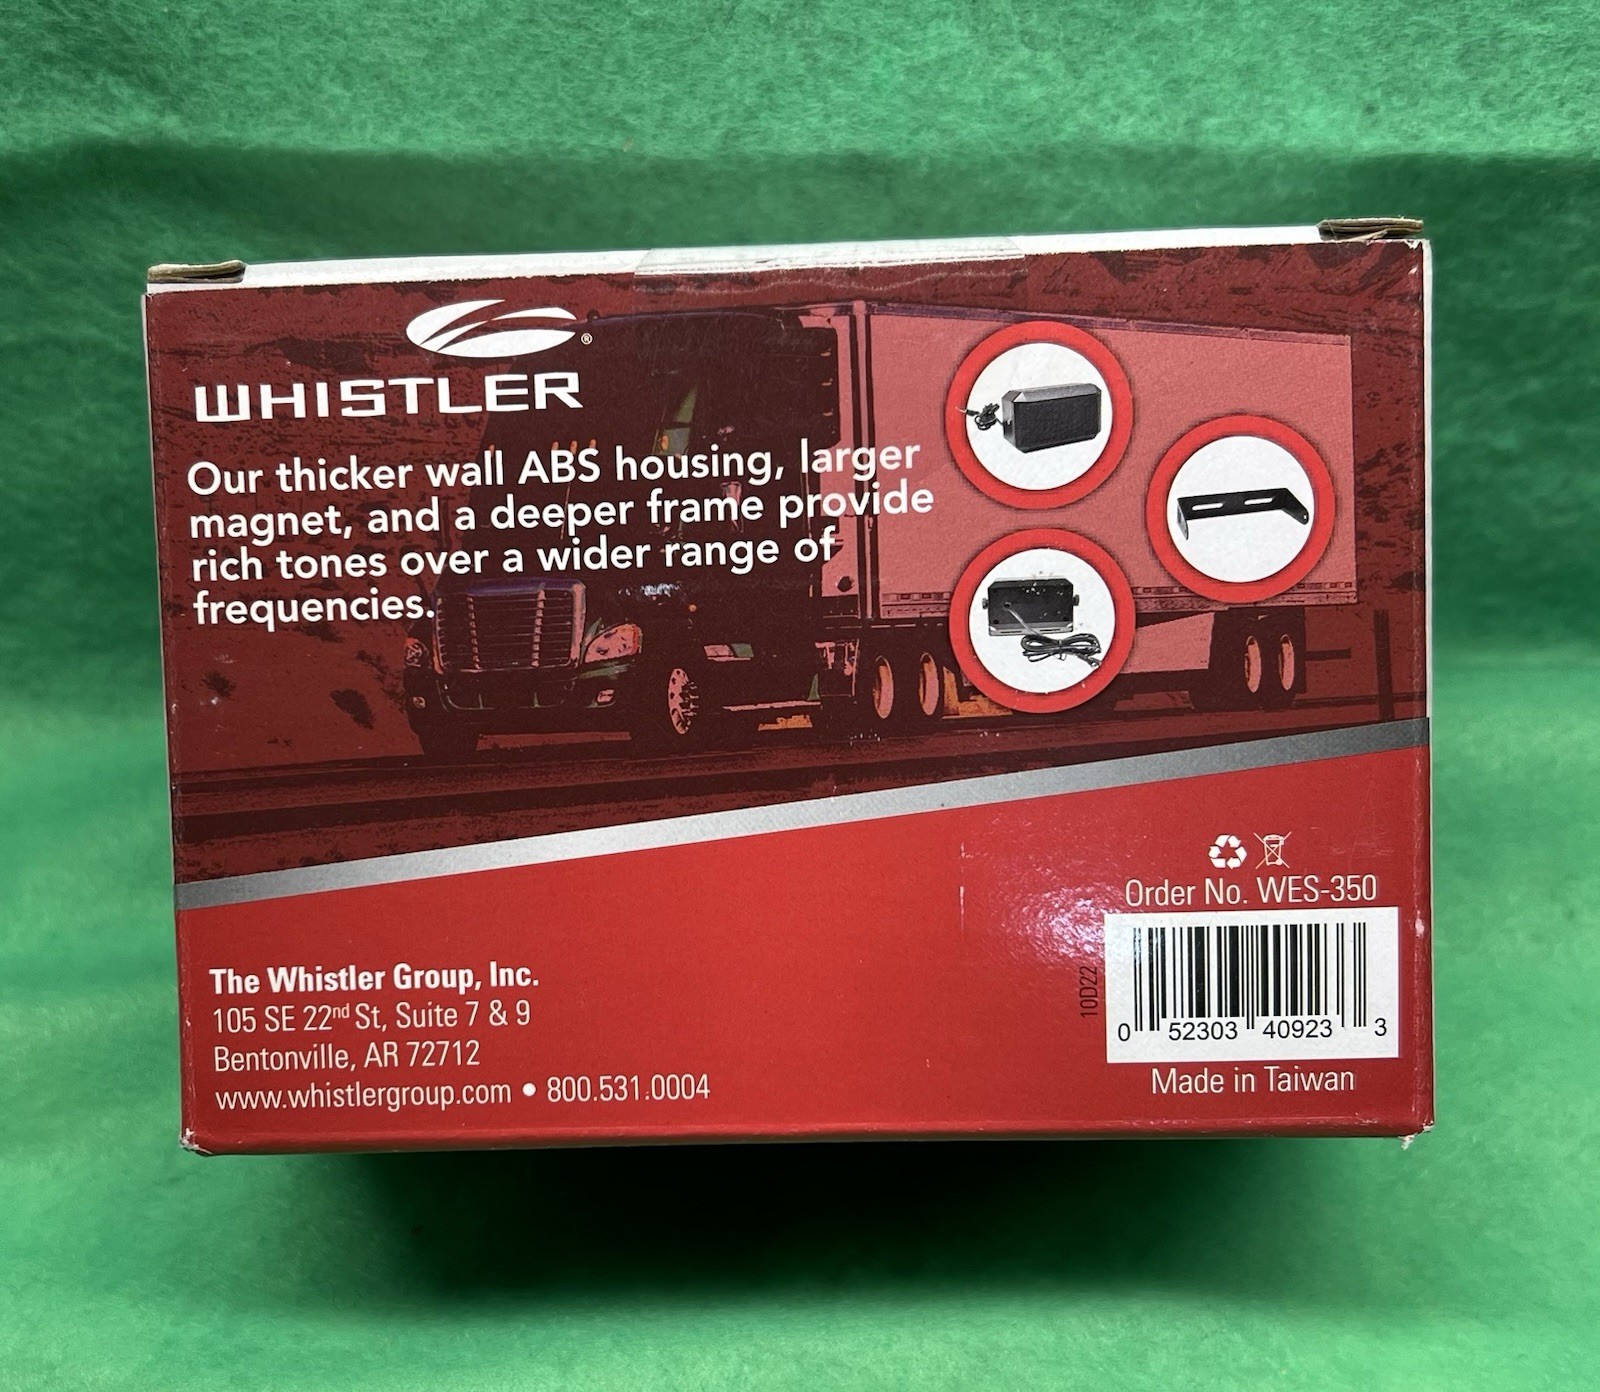 ®
WHISTLER
Our thicker wall ABS housing, larger
magnet, and a deeper frame provide
rich tones over a wider range of
frequencies.
Order No. WES-350
10D22
0 52303 40923 3
Made in Taiwan
The Whistler Group, Inc.
105 SE 22nd St, Suite 7 & 9
Bentonville, AR 72712
www.whistlergroup.com • 800.531.0004